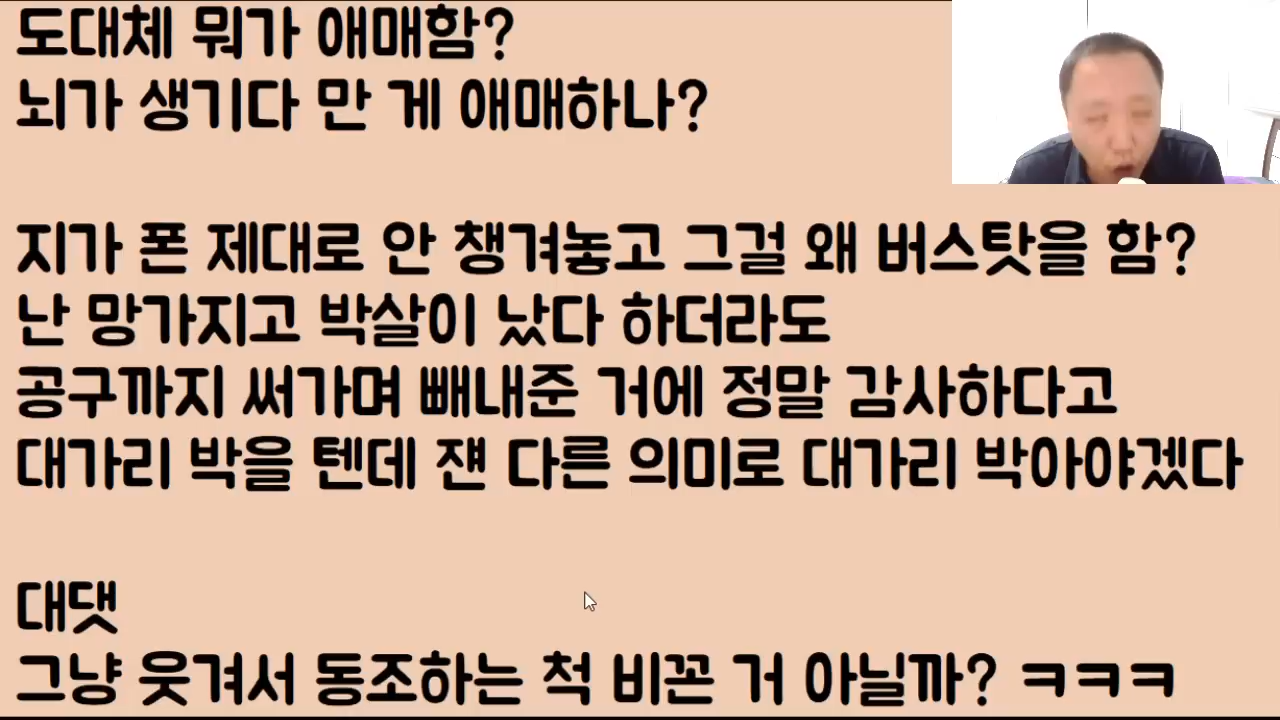 도대체 뭐가 애매함?
뇌가 생기다 만 게 애매하나?
지가 폰 제대로 안 챙겨놓고 그걸 왜 버스탓을 함?
난 망가지고 박살이 났다 하더라도
공구까지 써가며 빼내준 거에 정말 감사하다고
대가리 박을 텐데 쟨 다른 의미로 대가리 박아야겠다
대댓
그냥 웃겨서 동조하는 척 비꼰 거 아닐까? ㅋㅋㅋ